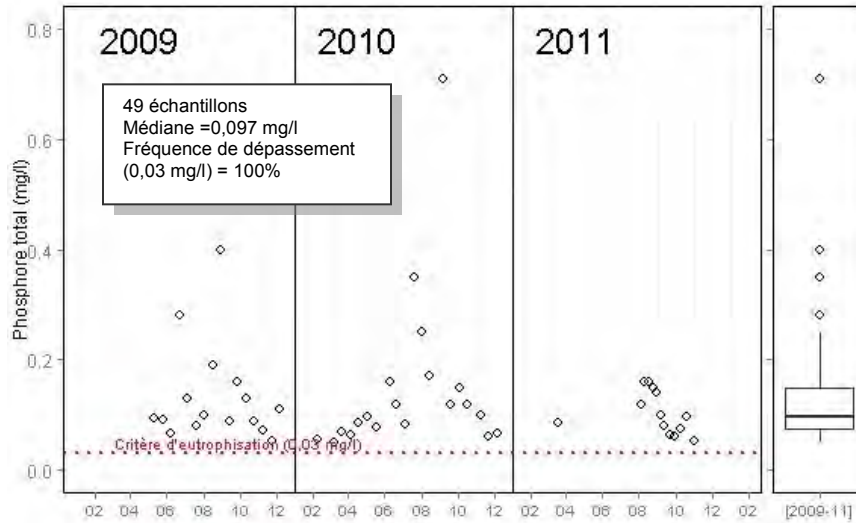 2009 2010 2011
49 échantillons
Médiane =0,097 mg/l
Fréquence de dépassement
(0,03 mg/l) = 100%
Phosphore total (mg/l)
0.8
0.6
0.4
0.2
0.0
Critère d'eutrophisation (0,03 mg/l)
02 04 06 08 10 12 02 04 06 08 10 12 02 04 06 08 10 12 02 [2009-11]